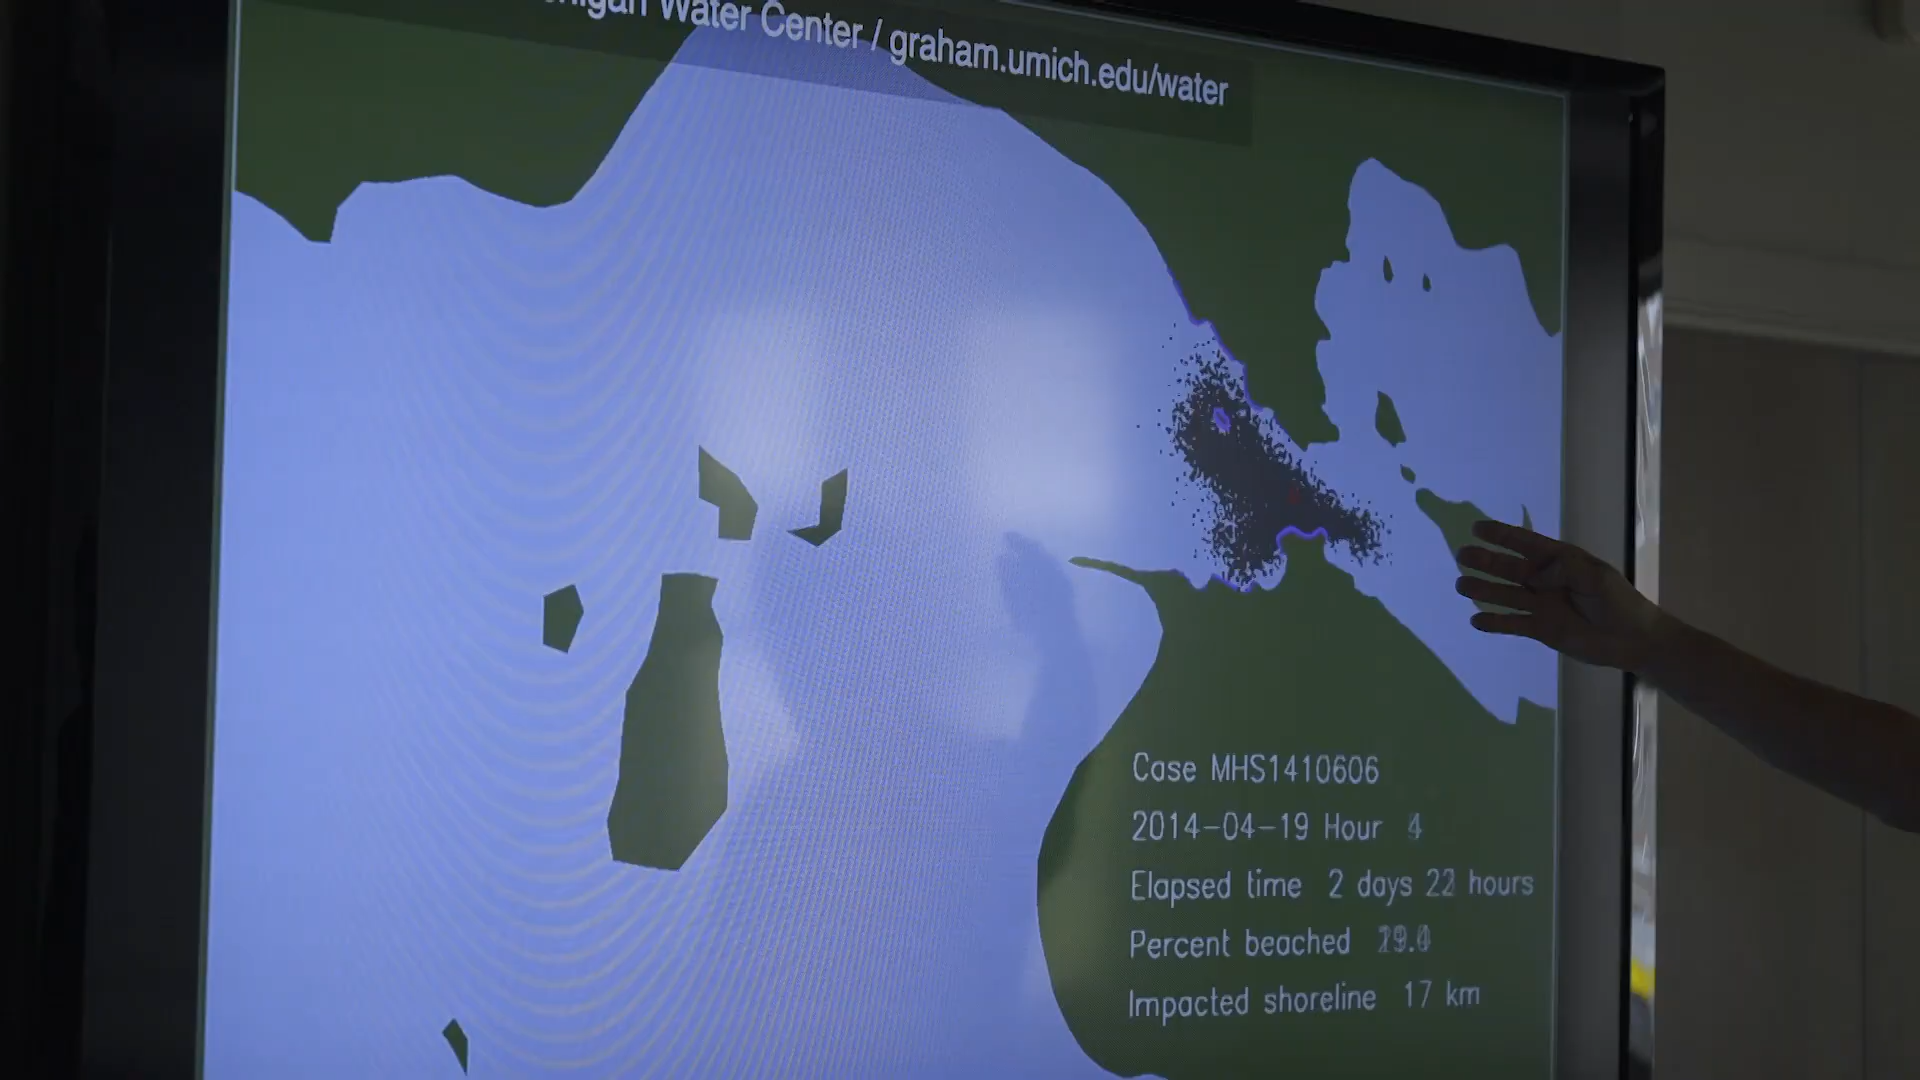 Water Center / graham.umich.edu/water
Case MHS1410606
2014-04-19 Hour 4
Elapsed time 2 days 22 hours
Percent beached
Impacted shoreline 17 km